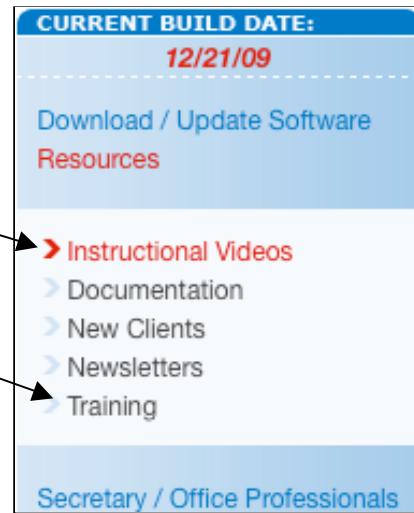 CURRENT BUILD DATE:
12/21/09
Download / Update Software
Resources
Instructional Videos
Documentation
New Clients
Newsletters
Training
Secretary / Office Professionals